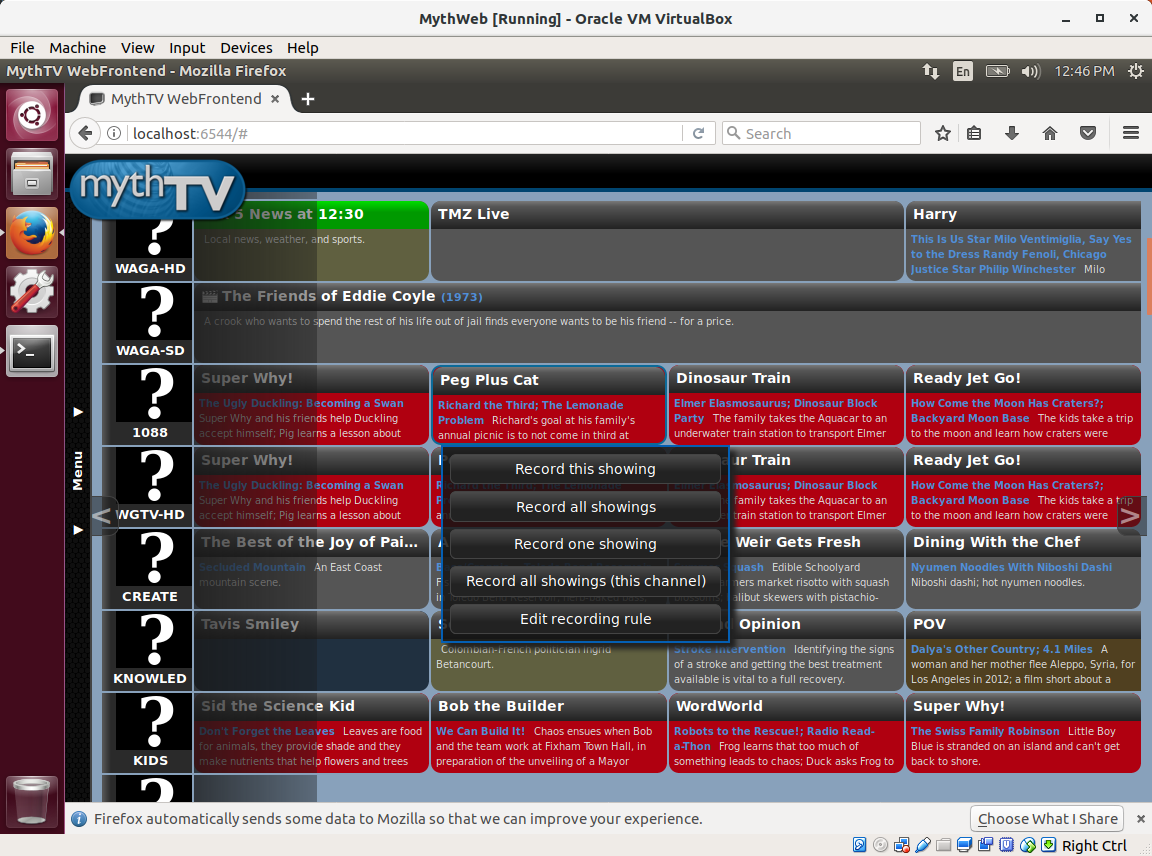 MythWeb [Running] - Oracle VM VirtualBox
File Machine View Input Devices Help
MythTV WebFrontend - Mozilla Firefox
En
12:46 PM
MythTV WebFrontend
localhost:6544/#
Search
mythTV
5 News at 12:30
TMZ Live
Harry
Local news, weather, and sports.
This Is Us Star Milo Ventimiglia, Say Yes
to the Dress Randy Fenoli, Chicago
Justice Star Philip Winchester Milo
? WAGA-HD
The Friends of Eddie Coyle (1973)
A crook who wants to spend the rest of his life out of jail finds everyone wants to be his friend -- for a price.
? WAGA-SD
Super Why!
The Ugly Duckling: Becoming a Swan
Super Why and his friends help Duckling
accept himself; Pig learns a lesson about
Peg Plus Cat
Richard the Third; The Lemonade
Problem Richard's goal at his family's
annual picnic is to not come in third at
Dinosaur Train
Elmer Elasmosaurus; Dinosaur Block
Party The family takes the Aquacar to an
underwater train station to transport Elmer
Ready Jet Go!
How Come the Moon Has Craters?;
Backyard Moon Base The kids take a trip
to the moon and learn how craters were
? 1088
Menu
Super Why!
The Ugly Duckling: Becoming a Swan
Super Why and his friends help Duckling
accept himself; Pig learns a lesson about
Record this showing
Record all showings
Record one showing
Record all showings (this channel)
Edit recording rule
ur Train
Elasmosaurus; Dinosaur Block
family takes the Aquacar to an
train station to transport Elmer
Ready Jet Go!
How Come the Moon Has Craters?;
Backyard Moon Base The kids take a trip
to the moon and learn how craters were
? WGTV-HD
<
>
The Best of the Joy of Pai...
Secluded Mountain An East Coast
mountain scene.
Weir Gets Fresh
Edible Schoolyard
market risotto with squash
skewers with pistachio-
Dining With the Chef
Nyumen Noodles With Niboshi Dashi
Niboshi dashi; hot nyumen noodles.
? CREATE
Tavis Smiley
Colombian-French politician Ingrid
Betancourt.
Opinion
Stroke Intervention Identifying the signs
of a stroke and getting the best treatment
available is vital to a full recovery.
POV
Dalya's Other Country; 4.1 Miles A
woman and her mother flee Aleppo, Syria, for
Los Angeles in 2012; a film short about a
? KNOWLED
Sid the Science Kid
Don't Forget the Leaves Leaves are food
for animals, they provide shade and they
make nutrients that help flowers and trees
Bob the Builder
We Can Build It! Chaos ensues when Bob
and the team work at Fixham Town Hall, in
preparation of the unveiling of a Mayor
WordWorld
Robots to the Rescue!; Radio Read-
a-Thon Frog learns that too much of
something leads to chaos; Duck asks Frog to
Super Why!
The Swiss Family Robinson Little Boy
Blue is stranded on an island and can't get
back to shore.
? KIDS
?
Firefox automatically sends some data to Mozilla so that we can improve your experience.
Choose What I Share
Right Ctrl